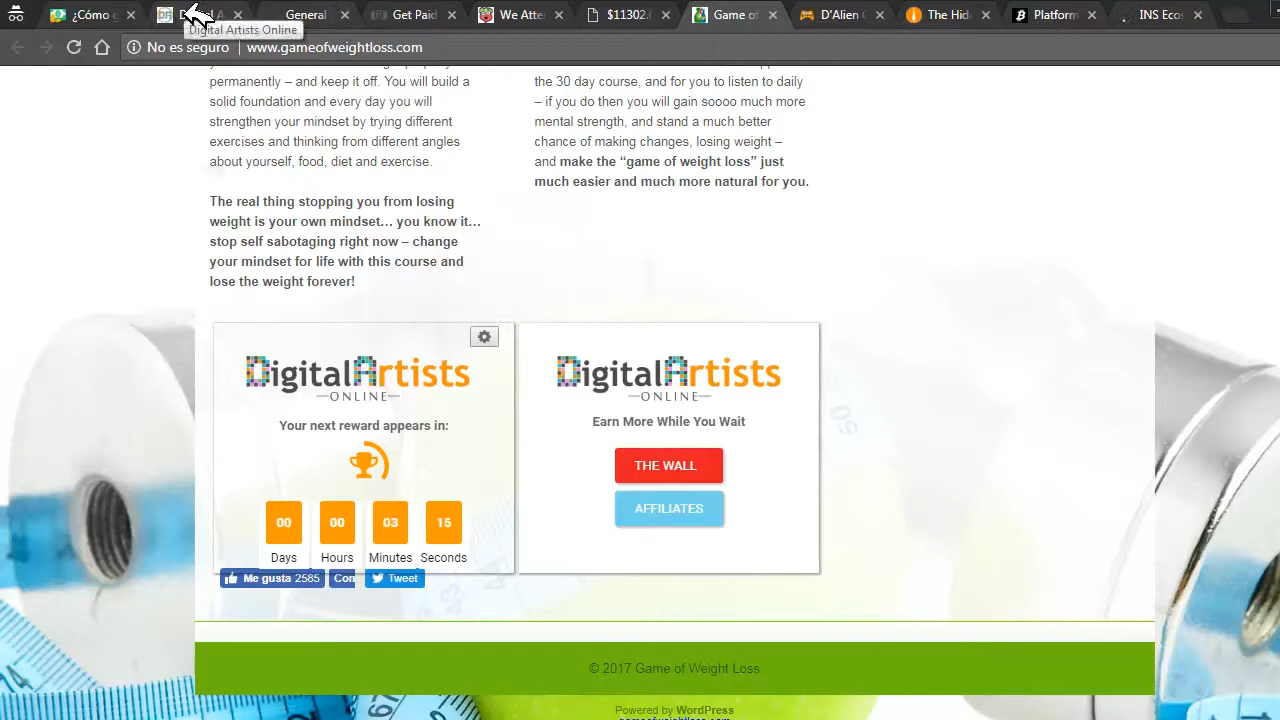 ¿Cómo g
D
A
General
Get Paid
We Atte
$11302.
Game of
D'Alien
The Hid
Platform
INS Ecos
Digital Artists Online
No es seguro
www.gameofweightloss.com
permanently – and keep it off. You will build a
solid foundation and every day you will
strengthen your mindset by trying different
exercises and thinking from different angles
about yourself, food, diet and exercise.
The real thing stopping you from losing
weight is your own mindset… you know it…
stop self sabotaging right now – change
your mindset for life with this course and
lose the weight forever!
the 30 day course, and for you to listen to daily
– if you do then you will gain soooo much more
mental strength, and stand a much better
chance of making changes, losing weight –
and make the “game of weight loss” just
much easier and much more natural for you.
DigitalArtists
ONLINE
Your next reward appears in:
00 00 03 15
Days Hours Minutes Seconds
Me gusta 2585 Con Tweet
DigitalArtists
ONLINE
Earn More While You Wait
THE WALL
AFFILIATES
© 2017 Game of Weight Loss
Powered by WordPress
gameofweightloss.com